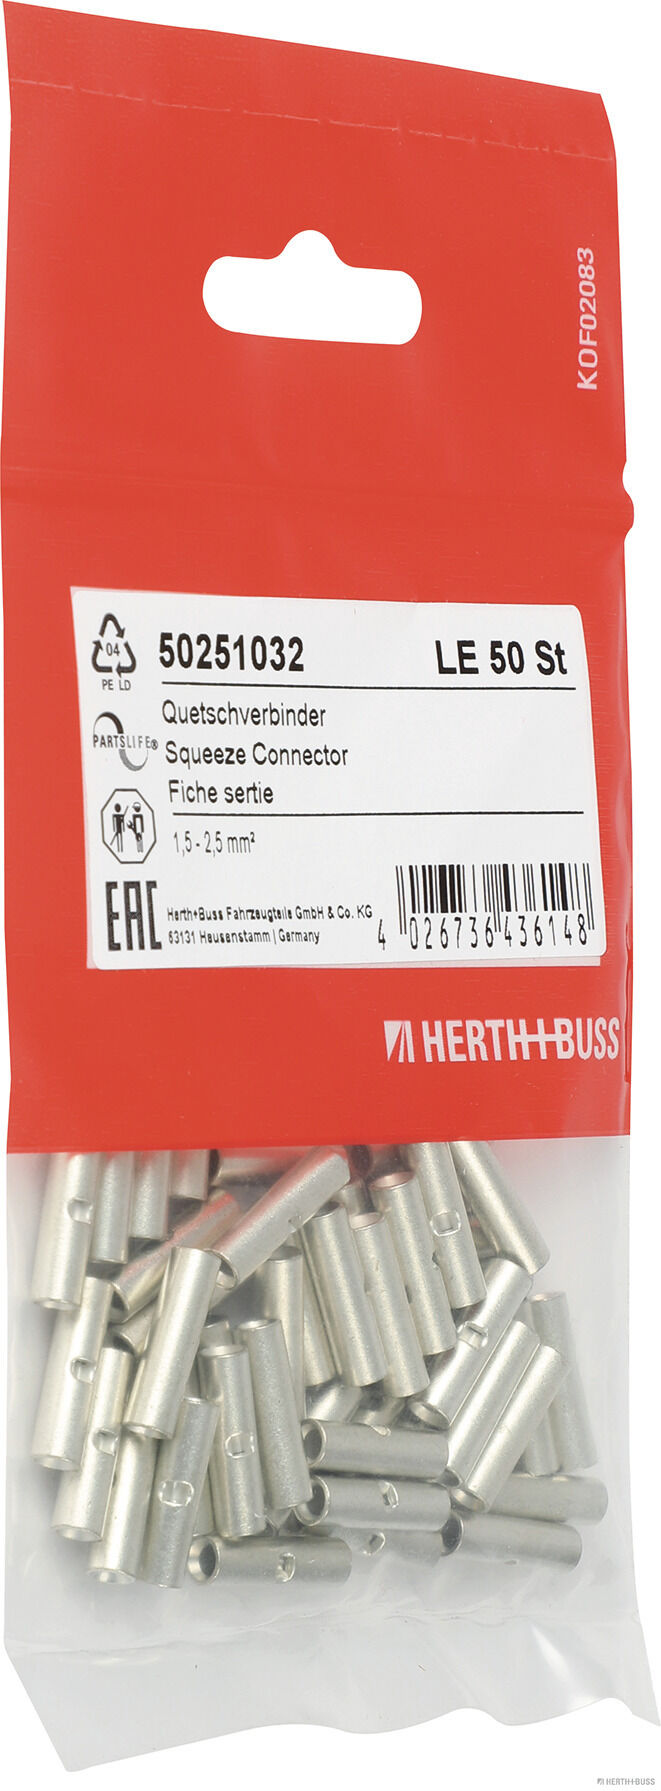 KOF02083
04
PE LD
50251032
LE 50 St
PARTSLIFE®
Quetschverbinder
Squeeze Connector
Fiche sertie
1,5 - 2,5 mm²
EAC
Herth+Buss Fahrzeugteile GmbH & Co. KG
63131 Heusenstamm | Germany
4 026736 436148
HERTH+BUSS
HERTH+BUSS